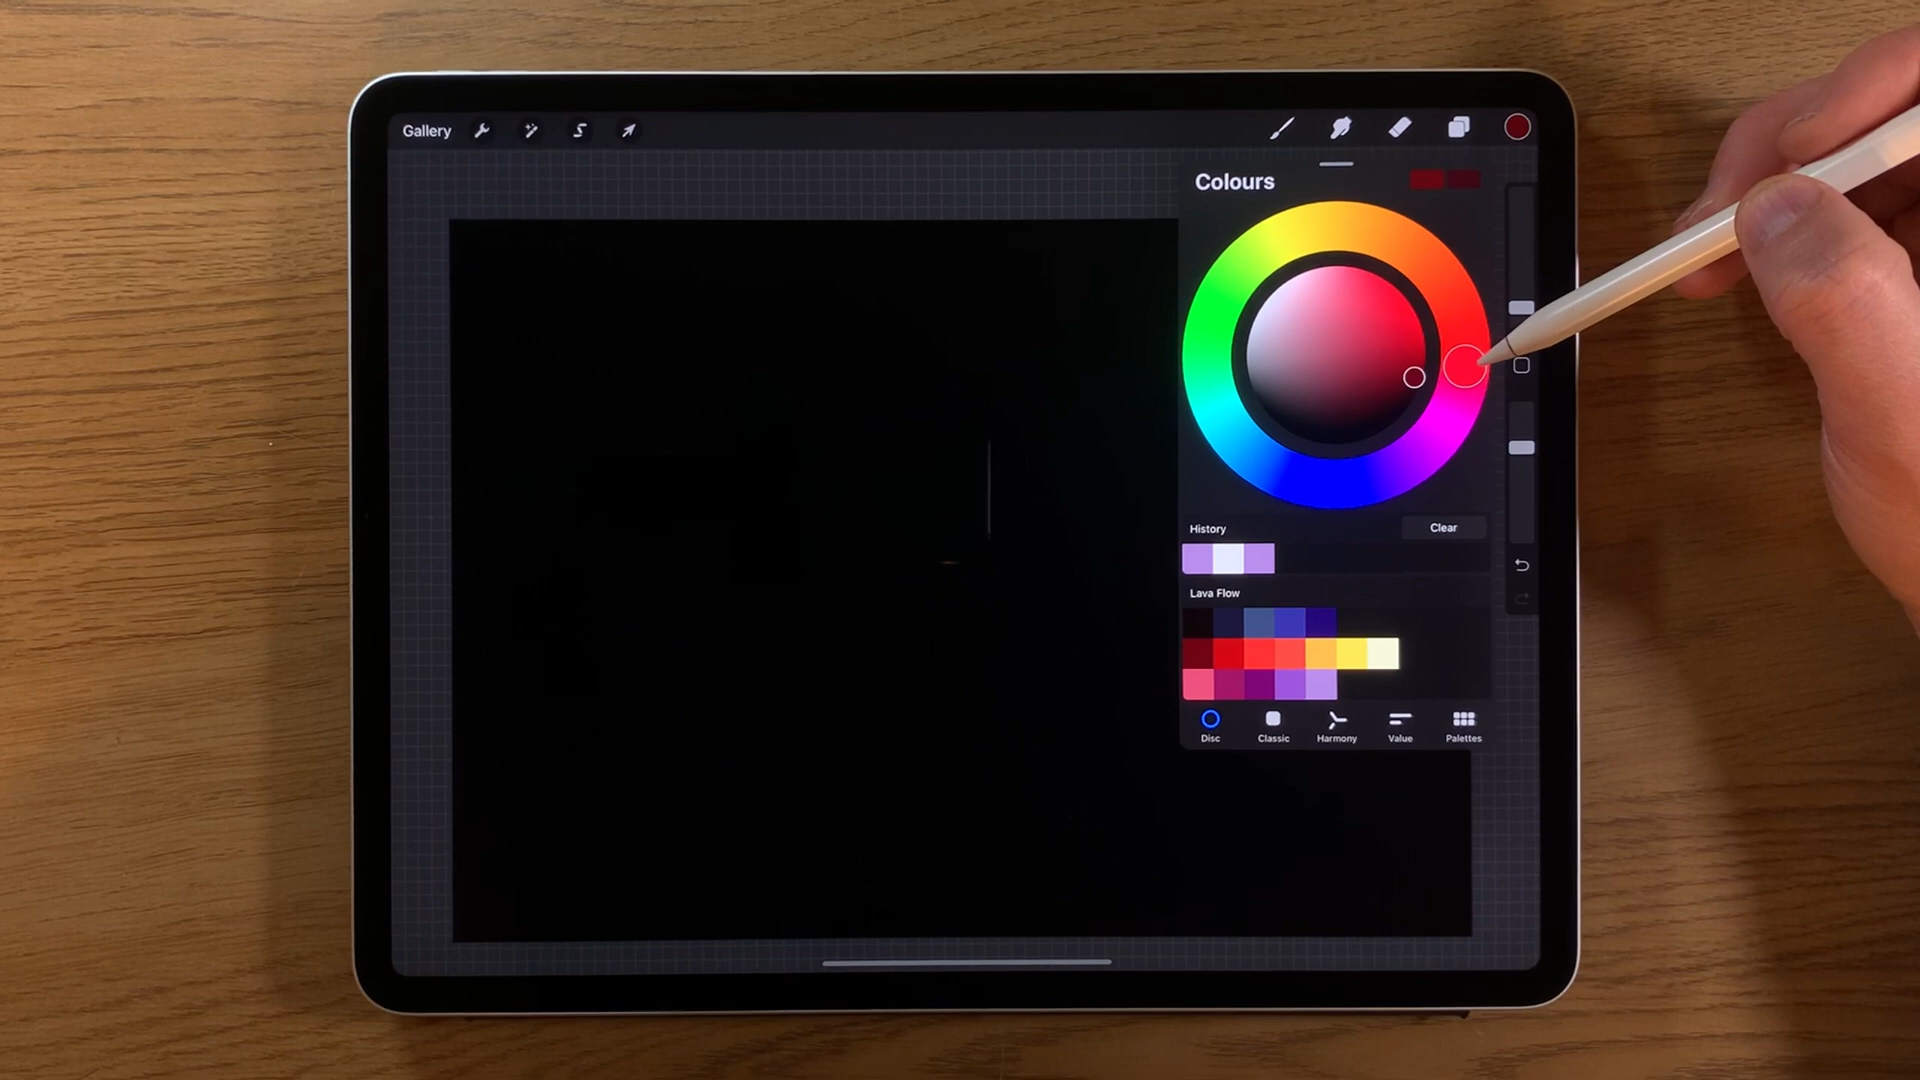 Gallery
Colours
History
Clear
Lava Flow
Disc
Classic
Harmony
Value
Palettes